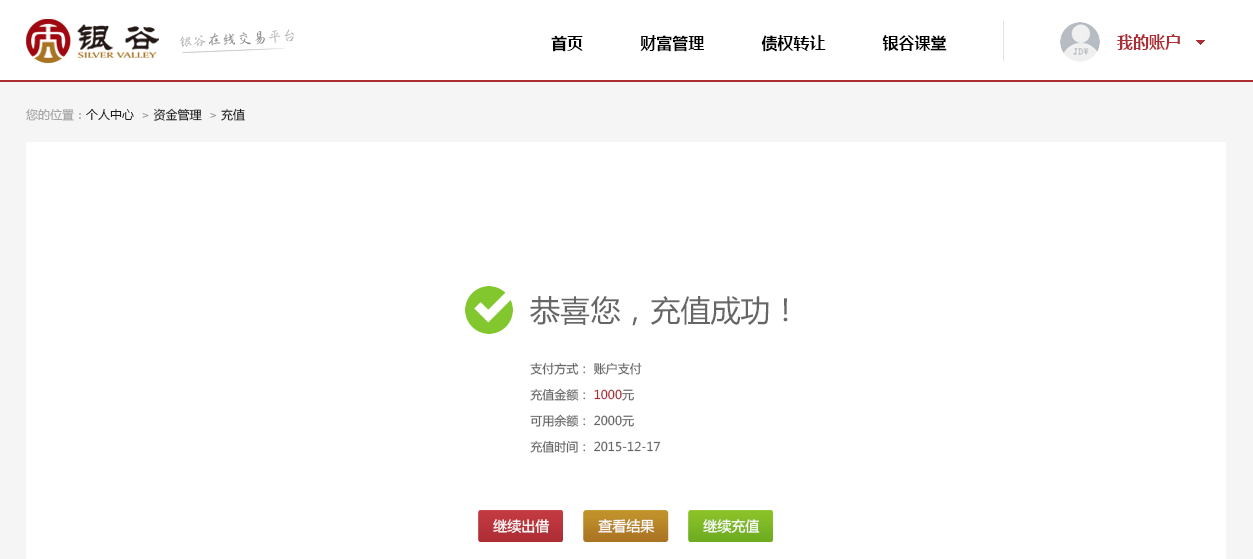 银谷 SILVER VALLEY 银谷在线交易平台
首页 财富管理 债权转让 银谷课堂 JD¥ 我的账户
您的位置：个人中心 > 资金管理 > 充值
恭喜您，充值成功！
支付方式： 账户支付
充值金额： 1000元
可用余额： 2000元
充值时间： 2015-12-17
继续出借 查看结果 继续充值